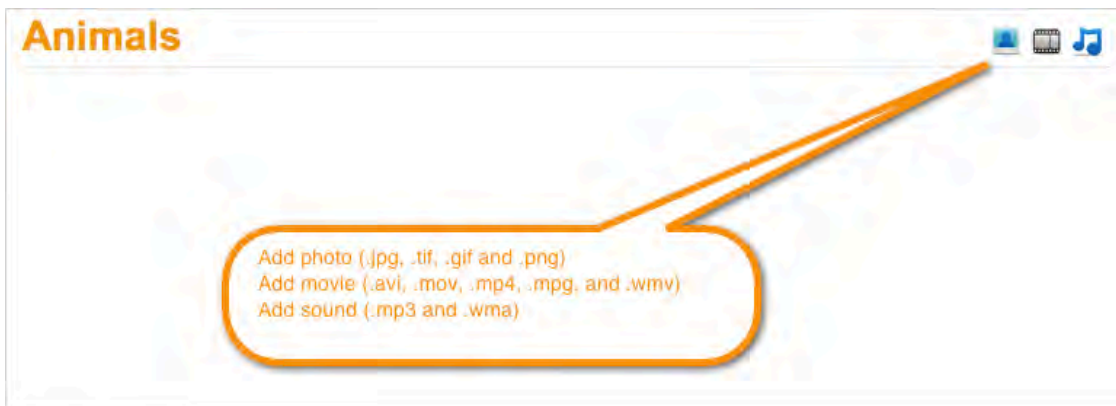 Animals
Add photo (.jpg, .tif, .gif and .png)
Add movie (.avi, .mov, .mp4, .mpg, and .wmv)
Add sound (.mp3 and .wma)